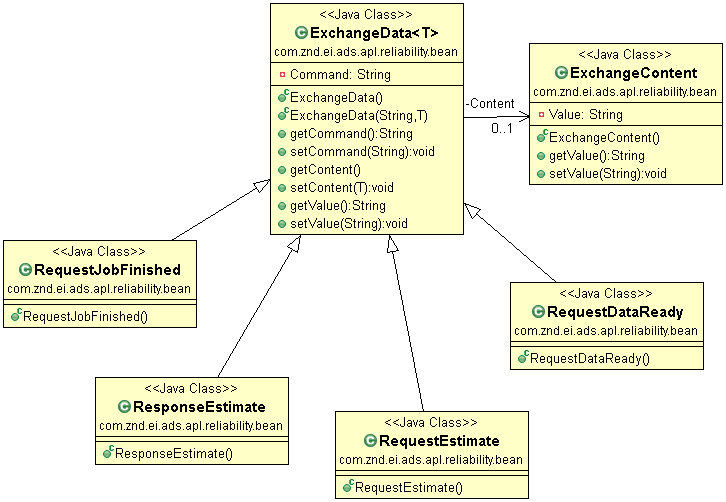 <<Java Class>>
ExchangeData<T>
com.znd.ei.ads.apl.reliability.bean
Command: String
ExchangeData()
ExchangeData(String,T)
getCommand():String
setCommand(String):void
getContent()
setContent(T):void
getValue():String
setValue(String):void
-Content
0..1
<<Java Class>>
ExchangeContent
com.znd.ei.ads.apl.reliability.bean
Value: String
ExchangeContent()
getValue():String
setValue(String):void
<<Java Class>>
RequestJobFinished
com.znd.ei.ads.apl.reliability.bean
RequestJobFinished()
<<Java Class>>
RequestDataReady
com.znd.ei.ads.apl.reliability.bean
RequestDataReady()
<<Java Class>>
ResponseEstimate
com.znd.ei.ads.apl.reliability.bean
ResponseEstimate()
<<Java Class>>
RequestEstimate
com.znd.ei.ads.apl.reliability.bean
RequestEstimate()